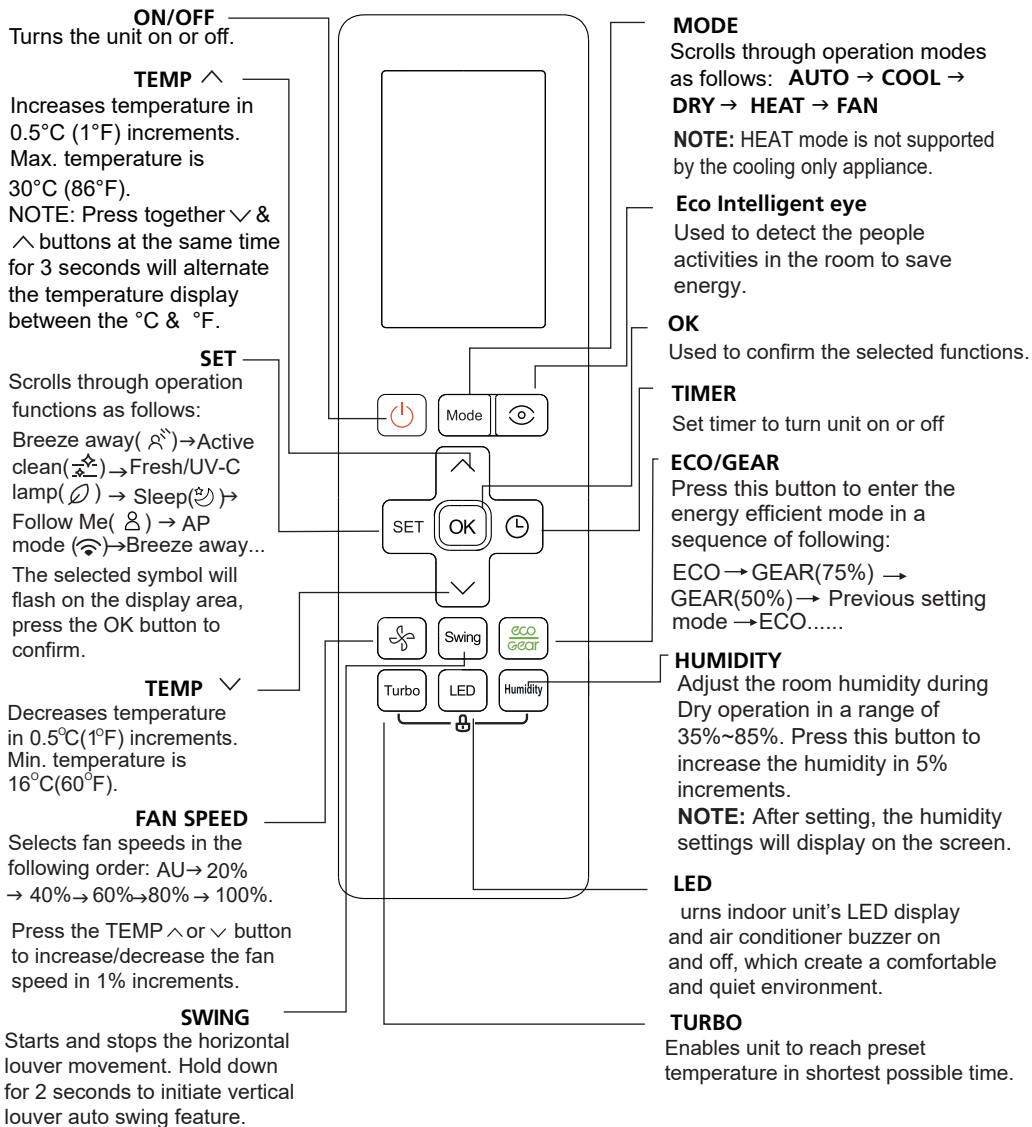 ON/OFF
Turns the unit on or off.
TEMP ︿
Increases temperature in
0.5°C (1°F) increments.
Max. temperature is
30°C (86°F).
NOTE: Press together ﹀ &
︿ buttons at the same time
for 3 seconds will alternate
the temperature display
between the °C & °F.
SET
Scrolls through operation
functions as follows:
Breeze away( )→Active
clean( )→Fresh/UV-C
lamp( ) → Sleep( )→
Follow Me( ) → AP
mode ( )→Breeze away...
The selected symbol will
flash on the display area,
press the OK button to
confirm.
TEMP ﹀
Decreases temperature
in 0.5°C(1°F) increments.
Min. temperature is
16°C(60°F).
FAN SPEED
Selects fan speeds in the
following order: AU→ 20%
→ 40%→ 60%→80% → 100%.
Press the TEMP ︿ or ﹀ button
to increase/decrease the fan
speed in 1% increments.
SWING
Starts and stops the horizontal
louver movement. Hold down
for 2 seconds to initiate vertical
louver auto swing feature.
Mode
SET
OK
Swing
eco
Gear
Turbo
LED
Humidity
MODE
Scrolls through operation modes
as follows: AUTO → COOL →
DRY → HEAT → FAN
NOTE: HEAT mode is not supported
by the cooling only appliance.
Eco Intelligent eye
Used to detect the people
activities in the room to save
energy.
OK
Used to confirm the selected functions.
TIMER
Set timer to turn unit on or off
ECO/GEAR
Press this button to enter the
energy efficient mode in a
sequence of following:
ECO → GEAR(75%) →
GEAR(50%)→ Previous setting
mode →ECO......
HUMIDITY
Adjust the room humidity during
Dry operation in a range of
35%~85%. Press this button to
increase the humidity in 5%
increments.
NOTE: After setting, the humidity
settings will display on the screen.
LED
urns indoor unit's LED display
and air conditioner buzzer on
and off, which create a comfortable
and quiet environment.
TURBO
Enables unit to reach preset
temperature in shortest possible time.